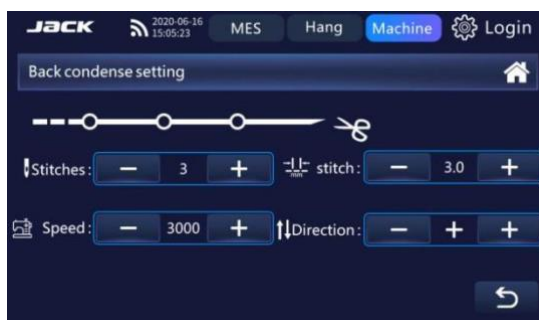 JACK 2020-06-16 MES Hang Machine Login
15:05:23
Back condense setting
Stitches: − 3 + mm stitch: − 3.0 +
Speed: − 3000 + Direction: − + +